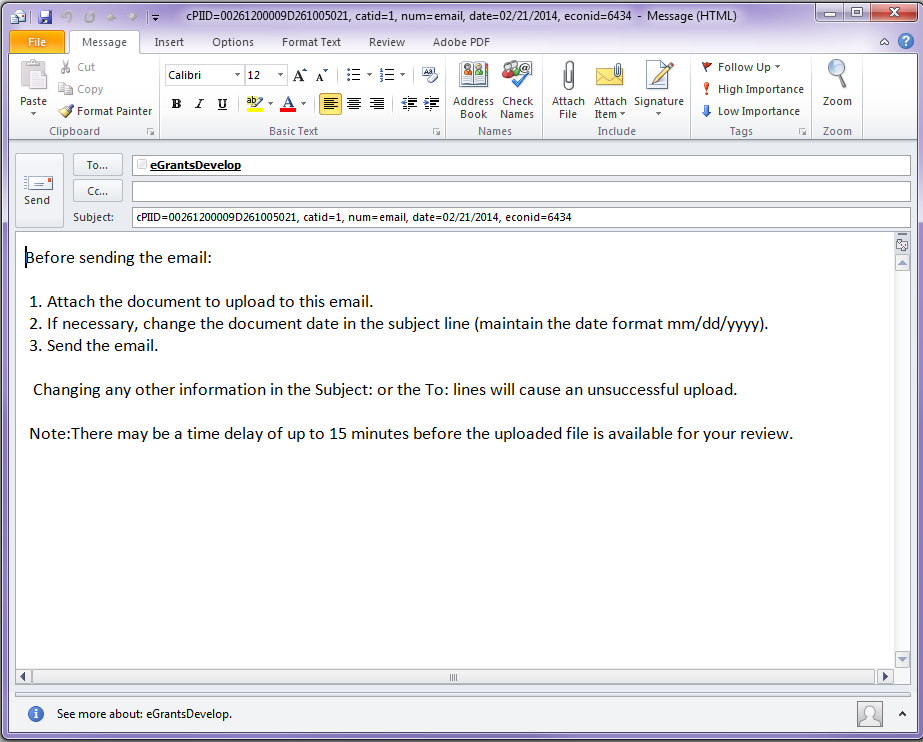 cPIID=00261200009D261005021, catid=1, num=email, date=02/21/2014, econid=6434 - Message (HTML)
File Message Insert Options Format Text Review Adobe PDF
Paste
Cut
Copy
Format Painter
Clipboard
Calibri 12
B I U
Basic Text
Address Book
Check Names
Names
Attach File
Attach Item
Signature
Include
Follow Up
High Importance
Low Importance
Tags
Zoom
Zoom
Send
To... eGrantsDevelop
Cc...
Subject: cPIID=00261200009D261005021, catid=1, num=email, date=02/21/2014, econid=6434
Before sending the email:
1. Attach the document to upload to this email.
2. If necessary, change the document date in the subject line (maintain the date format mm/dd/yyyy).
3. Send the email.
Changing any other information in the Subject: or the To: lines will cause an unsuccessful upload.
Note:There may be a time delay of up to 15 minutes before the uploaded file is available for your review.
See more about: eGrantsDevelop.